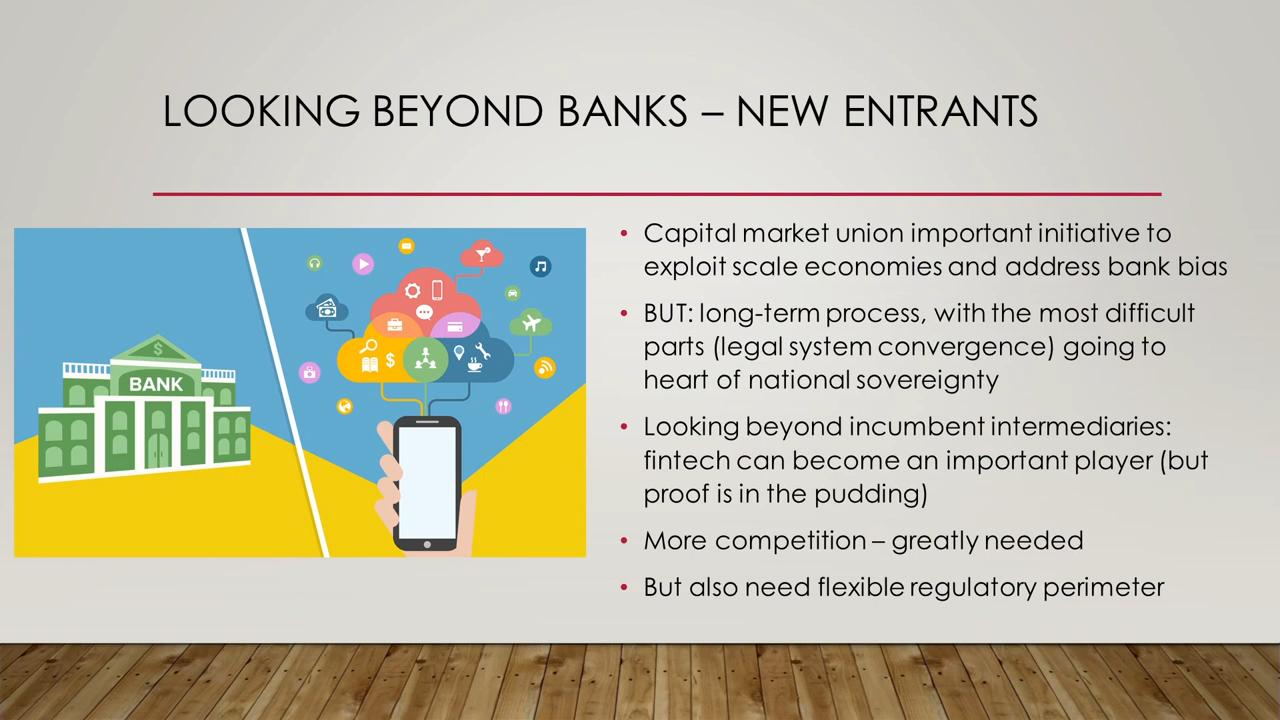 LOOKING BEYOND BANKS – NEW ENTRANTS
$
BANK
$
• Capital market union important initiative to
exploit scale economies and address bank bias
• BUT: long-term process, with the most difficult
parts (legal system convergence) going to
heart of national sovereignty
• Looking beyond incumbent intermediaries:
fintech can become an important player (but
proof is in the pudding)
• More competition – greatly needed
• But also need flexible regulatory perimeter